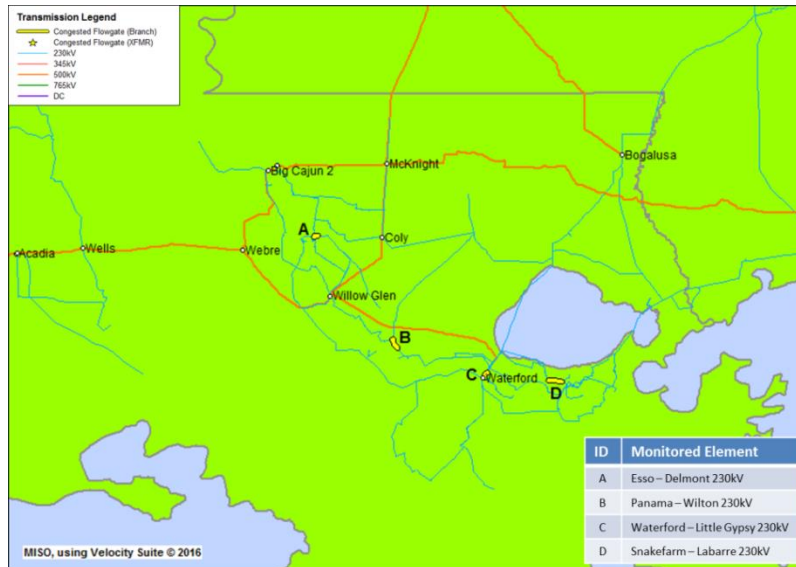 Transmission Legend
Congested Flowgate (Branch)
Congested Flowgate (XFMR)
230kV
345kV
500kV
765kV
DC
Big Cajun 2
McKnight
Bogalusa
A
Coly
Acadia
Wells
Webre
Willow Glen
B
C
Waterford
D
ID Monitored Element
A Esso – Delmont 230kV
B Panama – Wilton 230kV
C Waterford – Little Gypsy 230kV
D Snakefarm – Labarre 230kV
MISO, using Velocity Suite © 2016